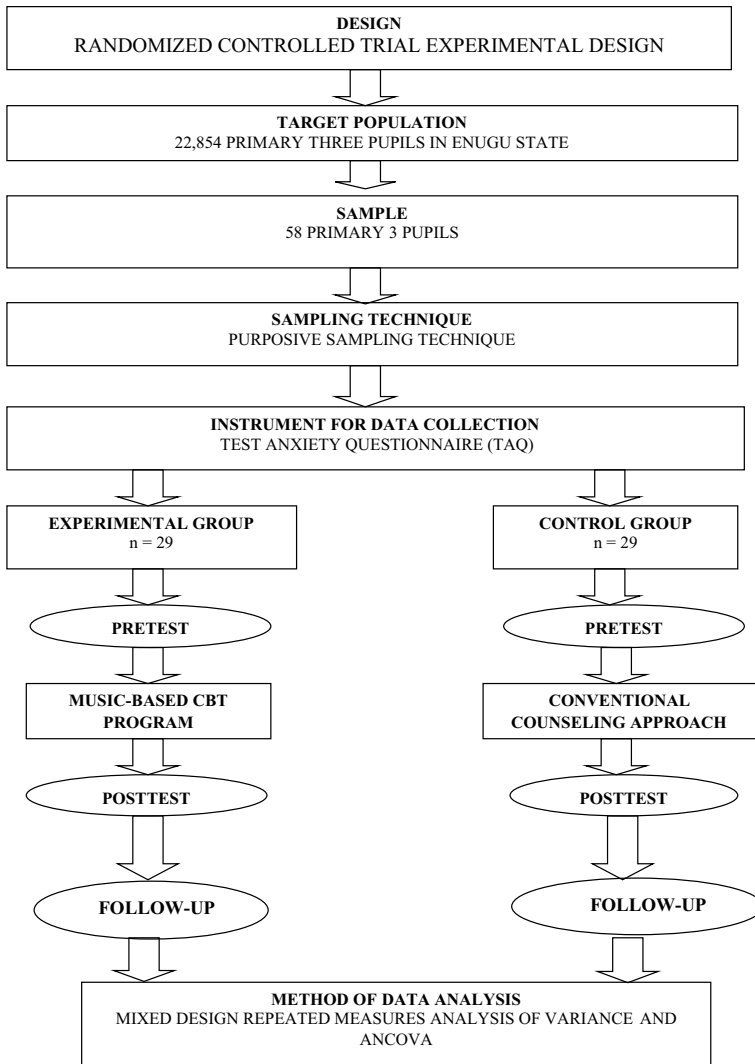 DESIGN
RANDOMIZED CONTROLLED TRIAL EXPERIMENTAL DESIGN
TARGET POPULATION
22,854 PRIMARY THREE PUPILS IN ENUGU STATE
SAMPLE
58 PRIMARY 3 PUPILS
SAMPLING TECHNIQUE
PURPOSIVE SAMPLING TECHNIQUE
INSTRUMENT FOR DATA COLLECTION
TEST ANXIETY QUESTIONNAIRE (TAQ)
EXPERIMENTAL GROUP
n = 29
CONTROL GROUP
n = 29
PRETEST
PRETEST
MUSIC-BASED CBT
PROGRAM
CONVENTIONAL
COUNSELING APPROACH
POSTTEST
POSTTEST
FOLLOW-UP
FOLLOW-UP
METHOD OF DATA ANALYSIS
MIXED DESIGN REPEATED MEASURES ANALYSIS OF VARIANCE AND
ANCOVA